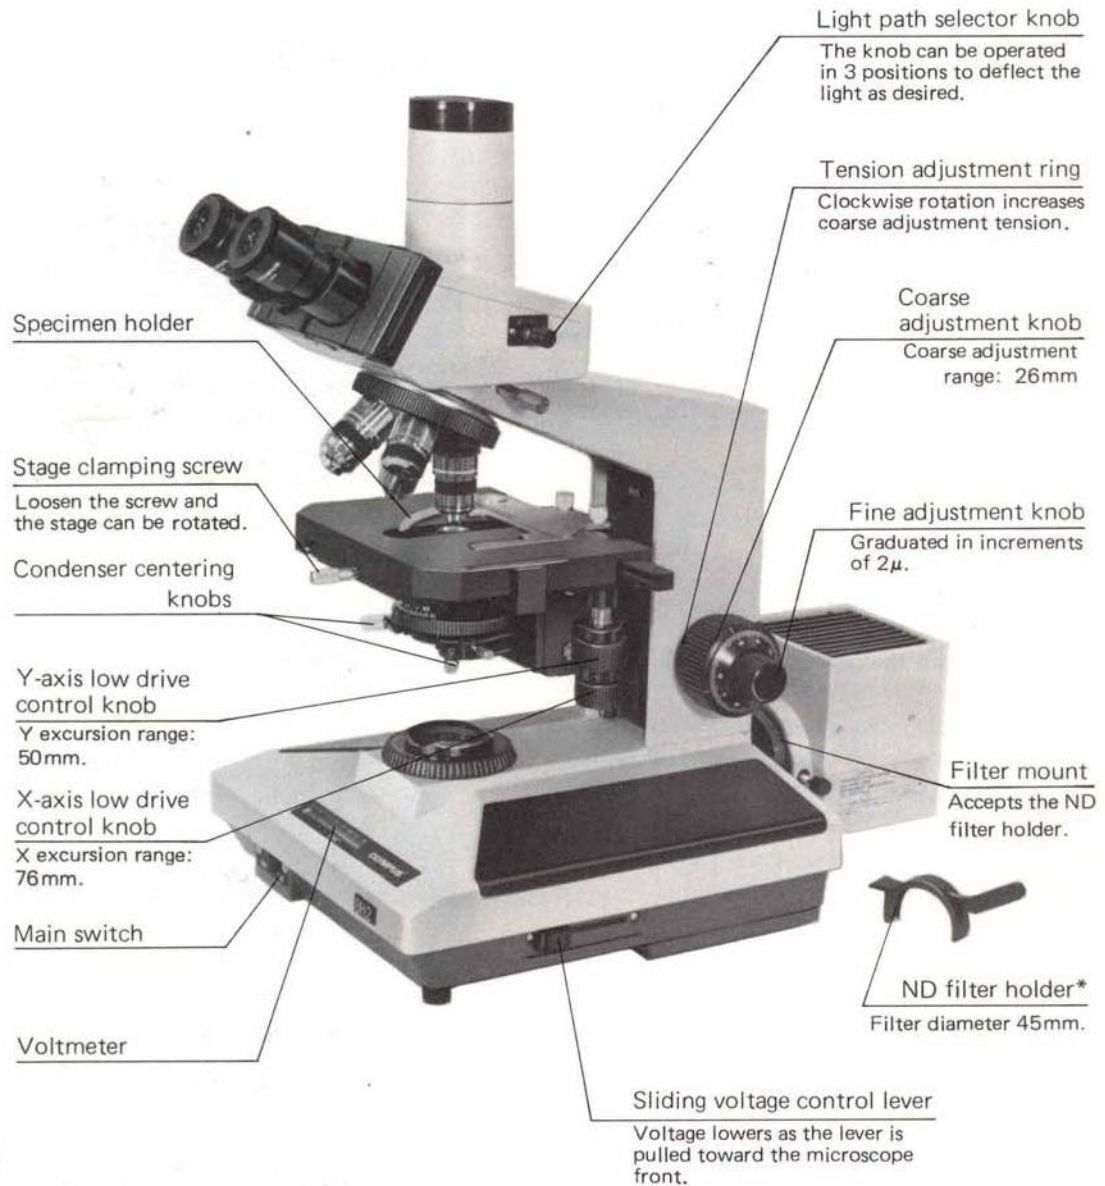 Light path selector knob
The knob can be operated
in 3 positions to deflect the
light as desired.
Tension adjustment ring
Clockwise rotation increases
coarse adjustment tension.
Coarse
adjustment knob
Coarse adjustment
range: 26mm
Fine adjustment knob
Graduated in increments
of 2μ.
Filter mount
Accepts the ND
filter holder.
ND filter holder*
Filter diameter 45mm.
Specimen holder
Stage clamping screw
Loosen the screw and
the stage can be rotated.
Condenser centering
knobs
Y-axis low drive
control knob
Y excursion range:
50mm.
X-axis low drive
control knob
X excursion range:
76mm.
Main switch
Voltmeter
OLYMPUS
Sliding voltage control lever
Voltage lowers as the lever is
pulled toward the microscope
front.